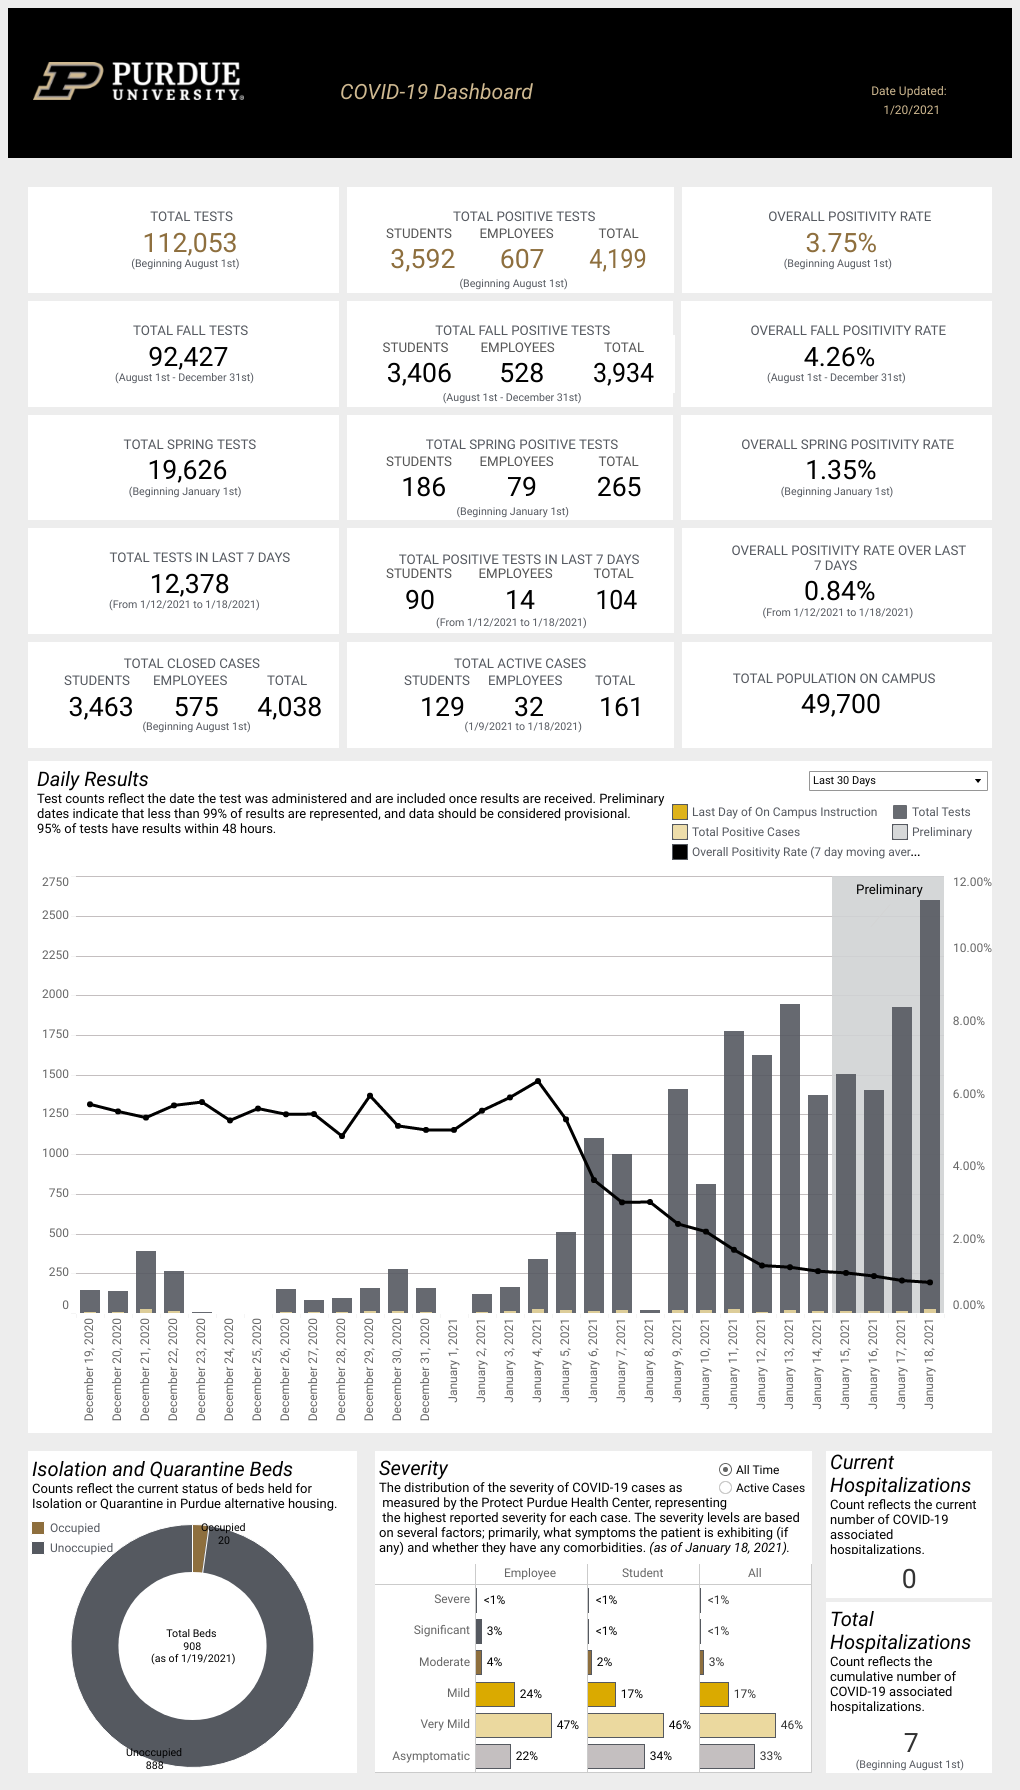 PURDUE
UNIVERSITY®
COVID-19 Dashboard
Date Updated:
1/20/2021
TOTAL TESTS
112,053
(Beginning August 1st)
TOTAL POSITIVE TESTS
STUDENTS EMPLOYEES TOTAL
3,592 607 4,199
(Beginning August 1st)
OVERALL POSITIVITY RATE
3.75%
(Beginning August 1st)
TOTAL FALL TESTS
92,427
(August 1st - December 31st)
TOTAL FALL POSITIVE TESTS
STUDENTS EMPLOYEES TOTAL
3,406 528 3,934
(August 1st - December 31st)
OVERALL FALL POSITIVITY RATE
4.26%
(August 1st - December 31st)
TOTAL SPRING TESTS
19,626
(Beginning January 1st)
TOTAL SPRING POSITIVE TESTS
STUDENTS EMPLOYEES TOTAL
186 79 265
(Beginning January 1st)
OVERALL SPRING POSITIVITY RATE
1.35%
(Beginning January 1st)
TOTAL TESTS IN LAST 7 DAYS
12,378
(From 1/12/2021 to 1/18/2021)
TOTAL POSITIVE TESTS IN LAST 7 DAYS
STUDENTS EMPLOYEES TOTAL
90 14 104
(From 1/12/2021 to 1/18/2021)
OVERALL POSITIVITY RATE OVER LAST
7 DAYS
0.84%
(From 1/12/2021 to 1/18/2021)
TOTAL CLOSED CASES
STUDENTS EMPLOYEES TOTAL
3,463 575 4,038
(Beginning August 1st)
TOTAL ACTIVE CASES
STUDENTS EMPLOYEES TOTAL
129 32 161
(1/9/2021 to 1/18/2021)
TOTAL POPULATION ON CAMPUS
49,700
Daily Results
Test counts reflect the date the test was administered and are included once results are received. Preliminary
dates indicate that less than 99% of results are represented, and data should be considered provisional.
95% of tests have results within 48 hours.
Last 30 Days
Last Day of On Campus Instruction Total Tests
Total Positive Cases Preliminary
Overall Positivity Rate (7 day moving aver...
Preliminary
2750
2500
2250
2000
1750
1500
1250
1000
750
500
250
0
12.00%
10.00%
8.00%
6.00%
4.00%
2.00%
0.00%
December 19, 2020
December 20, 2020
December 21, 2020
December 22, 2020
December 23, 2020
December 24, 2020
December 25, 2020
December 26, 2020
December 27, 2020
December 28, 2020
December 29, 2020
December 30, 2020
December 31, 2020
January 1, 2021
January 2, 2021
January 3, 2021
January 4, 2021
January 5, 2021
January 6, 2021
January 7, 2021
January 8, 2021
January 9, 2021
January 10, 2021
January 11, 2021
January 12, 2021
January 13, 2021
January 14, 2021
January 15, 2021
January 16, 2021
January 17, 2021
January 18, 2021
Isolation and Quarantine Beds
Counts reflect the current status of beds held for
Isolation or Quarantine in Purdue alternative housing.
Occupied
Unoccupied
Occupied
20
Total Beds
908
(as of 1/19/2021)
Unoccupied
888
Severity
All Time
Active Cases
The distribution of the severity of COVID-19 cases as
measured by the Protect Purdue Health Center, representing
the highest reported severity for each case. The severity levels are based
on several factors; primarily, what symptoms the patient is exhibiting (if
any) and whether they have any comorbidities. (as of January 18, 2021).
Employee Student All
Severe <1% <1% <1%
Significant 3% <1% <1%
Moderate 4% 2% 3%
Mild 24% 17% 17%
Very Mild 47% 46% 46%
Asymptomatic 22% 34% 33%
Current
Hospitalizations
Count reflects the current
number of COVID-19
associated
hospitalizations.
0
Total
Hospitalizations
Count reflects the
cumulative number of
COVID-19 associated
hospitalizations.
7
(Beginning August 1st)